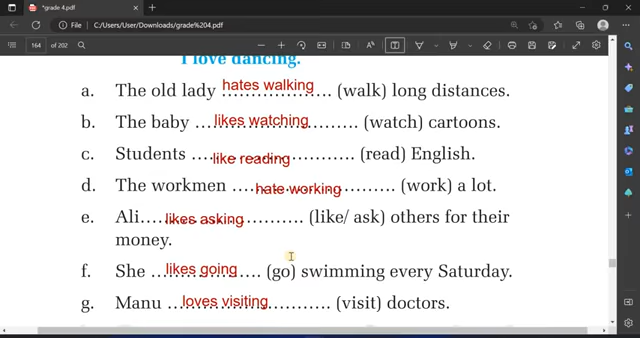 *grade 4.pdf
File
C:/Users/User/Downloads/grade%204.pdf
164 of 202
I love dancing.
a. The old lady hates walking (walk) long distances.
b. The baby likes watching (watch) cartoons.
c. Students like reading (read) English.
d. The workmen hate working (work) a lot.
e. Ali likes asking (like/ ask) others for their
money.
f. She likes going (go) swimming every Saturday.
g. Manu loves visiting (visit) doctors.